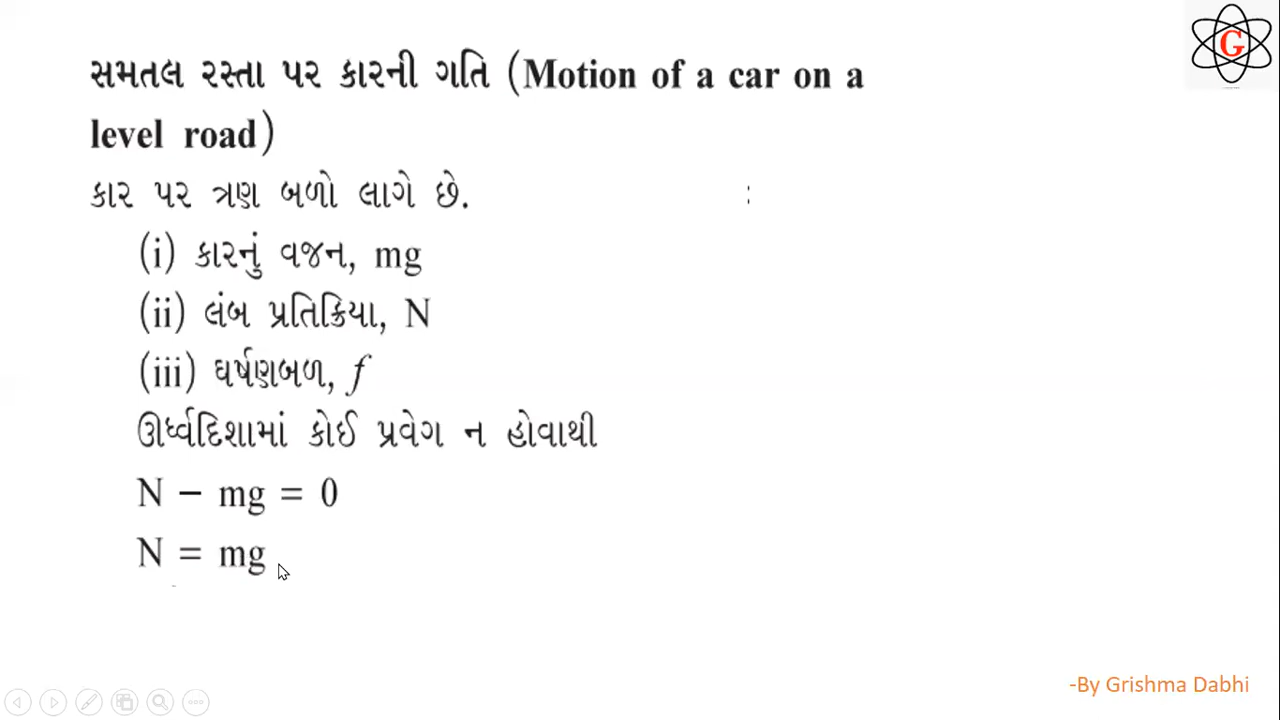 G
સમતલ રસ્તા પર કારની ગતિ (Motion of a car on a
level road)
કાર પર ત્રણ બળો લાગે છે.
(i) કારનું વજન, mg
(ii) લંબ પ્રતિક્રિયા, N
(iii) ઘર્ષણબળ, f
ઊર્ધ્વદિશામાં કોઈ પ્રવેગ ન હોવાથી
N − mg = 0
N = mg
-By Grishma Dabhi